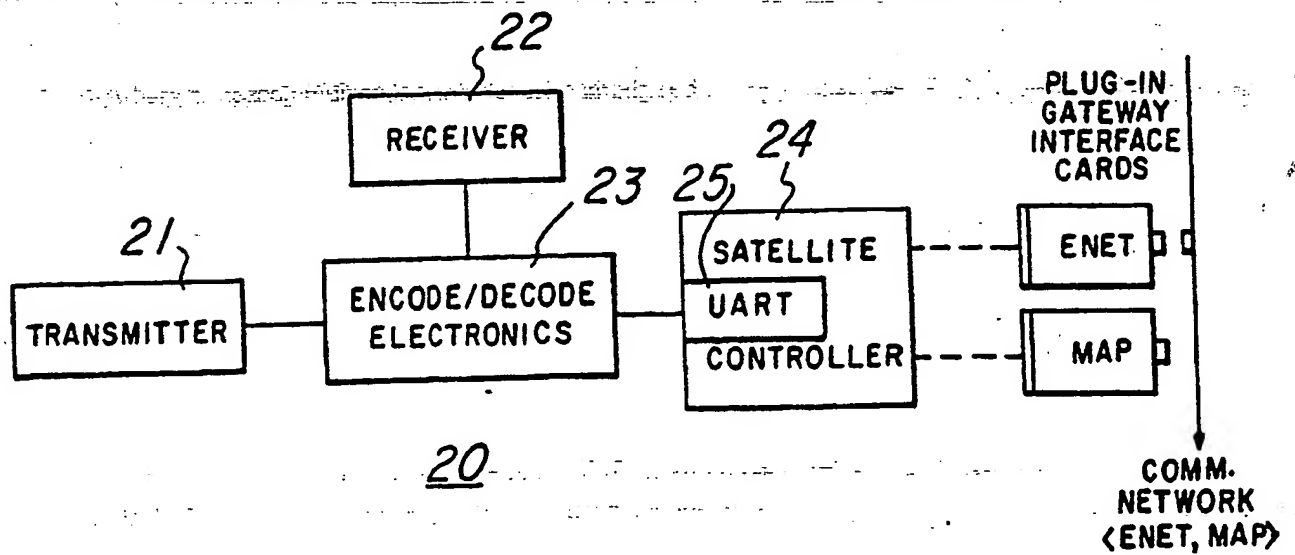 22
RECEIVER
PLUG-IN
GATEWAY
INTERFACE
CARDS
24
25
23
21
TRANSMITTER
ENCODE/DECODE
ELECTRONICS
SATELLITE
UART
CONTROLLER
ENET
MAP
20
COMM.
NETWORK
<ENET, MAP>